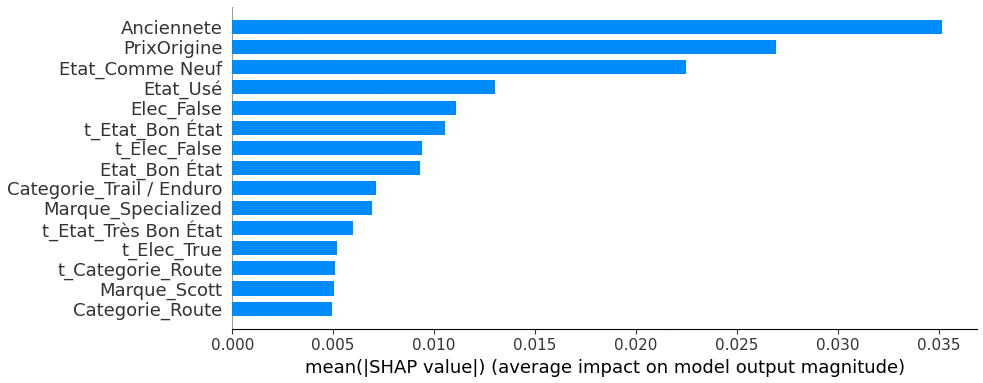 Anciennete
PrixOrigine
Etat_Comme Neuf
Etat_Usé
Elec_False
t_Etat_Bon État
t_Elec_False
Etat_Bon État
Categorie_Trail / Enduro
Marque_Specialized
t_Etat_Très Bon État
t_Elec_True
t_Categorie_Route
Marque_Scott
Categorie_Route
0.000 0.005 0.010 0.015 0.020 0.025 0.030 0.035
mean(|SHAP value|) (average impact on model output magnitude)